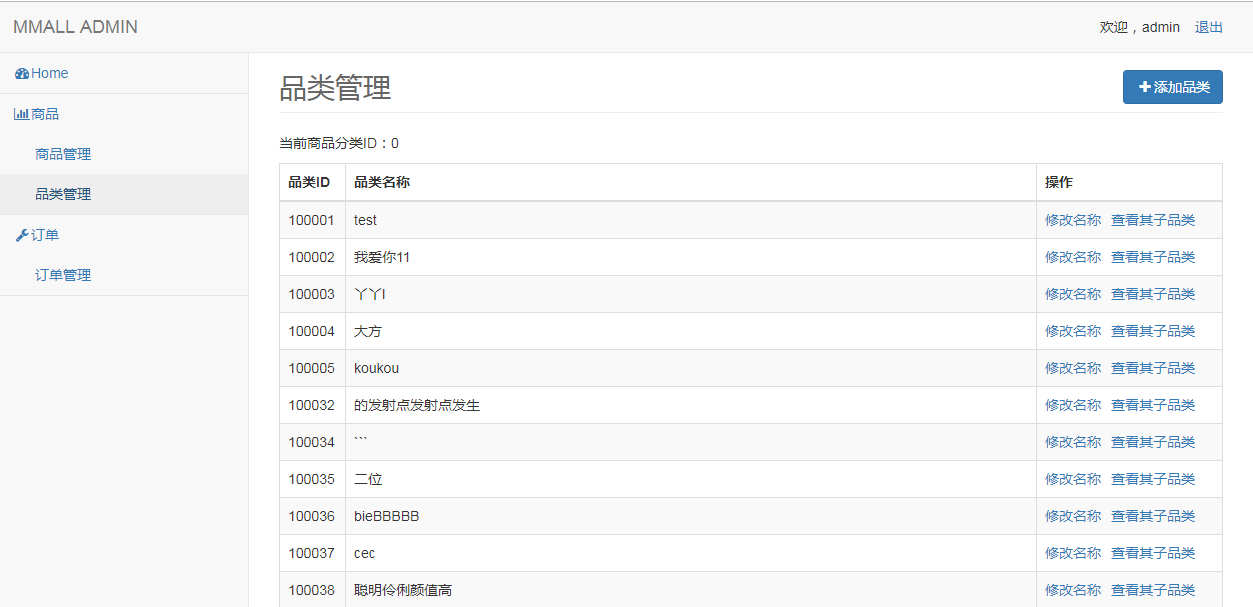 MMALL ADMIN
欢迎，admin 退出
Home
商品
商品管理
品类管理
订单
订单管理
品类管理
添加品类
当前商品分类ID：0
品类ID 品类名称 操作
100001 test 修改名称 查看其子品类
100002 我爱你11 修改名称 查看其子品类
100003 丫丫l 修改名称 查看其子品类
100004 大方 修改名称 查看其子品类
100005 koukou 修改名称 查看其子品类
100032 的发射点发射点发生 修改名称 查看其子品类
100034 ``` 修改名称 查看其子品类
100035 二位 修改名称 查看其子品类
100036 bieBBBBB 修改名称 查看其子品类
100037 cec 修改名称 查看其子品类
100038 聪明伶俐颜值高 修改名称 查看其子品类